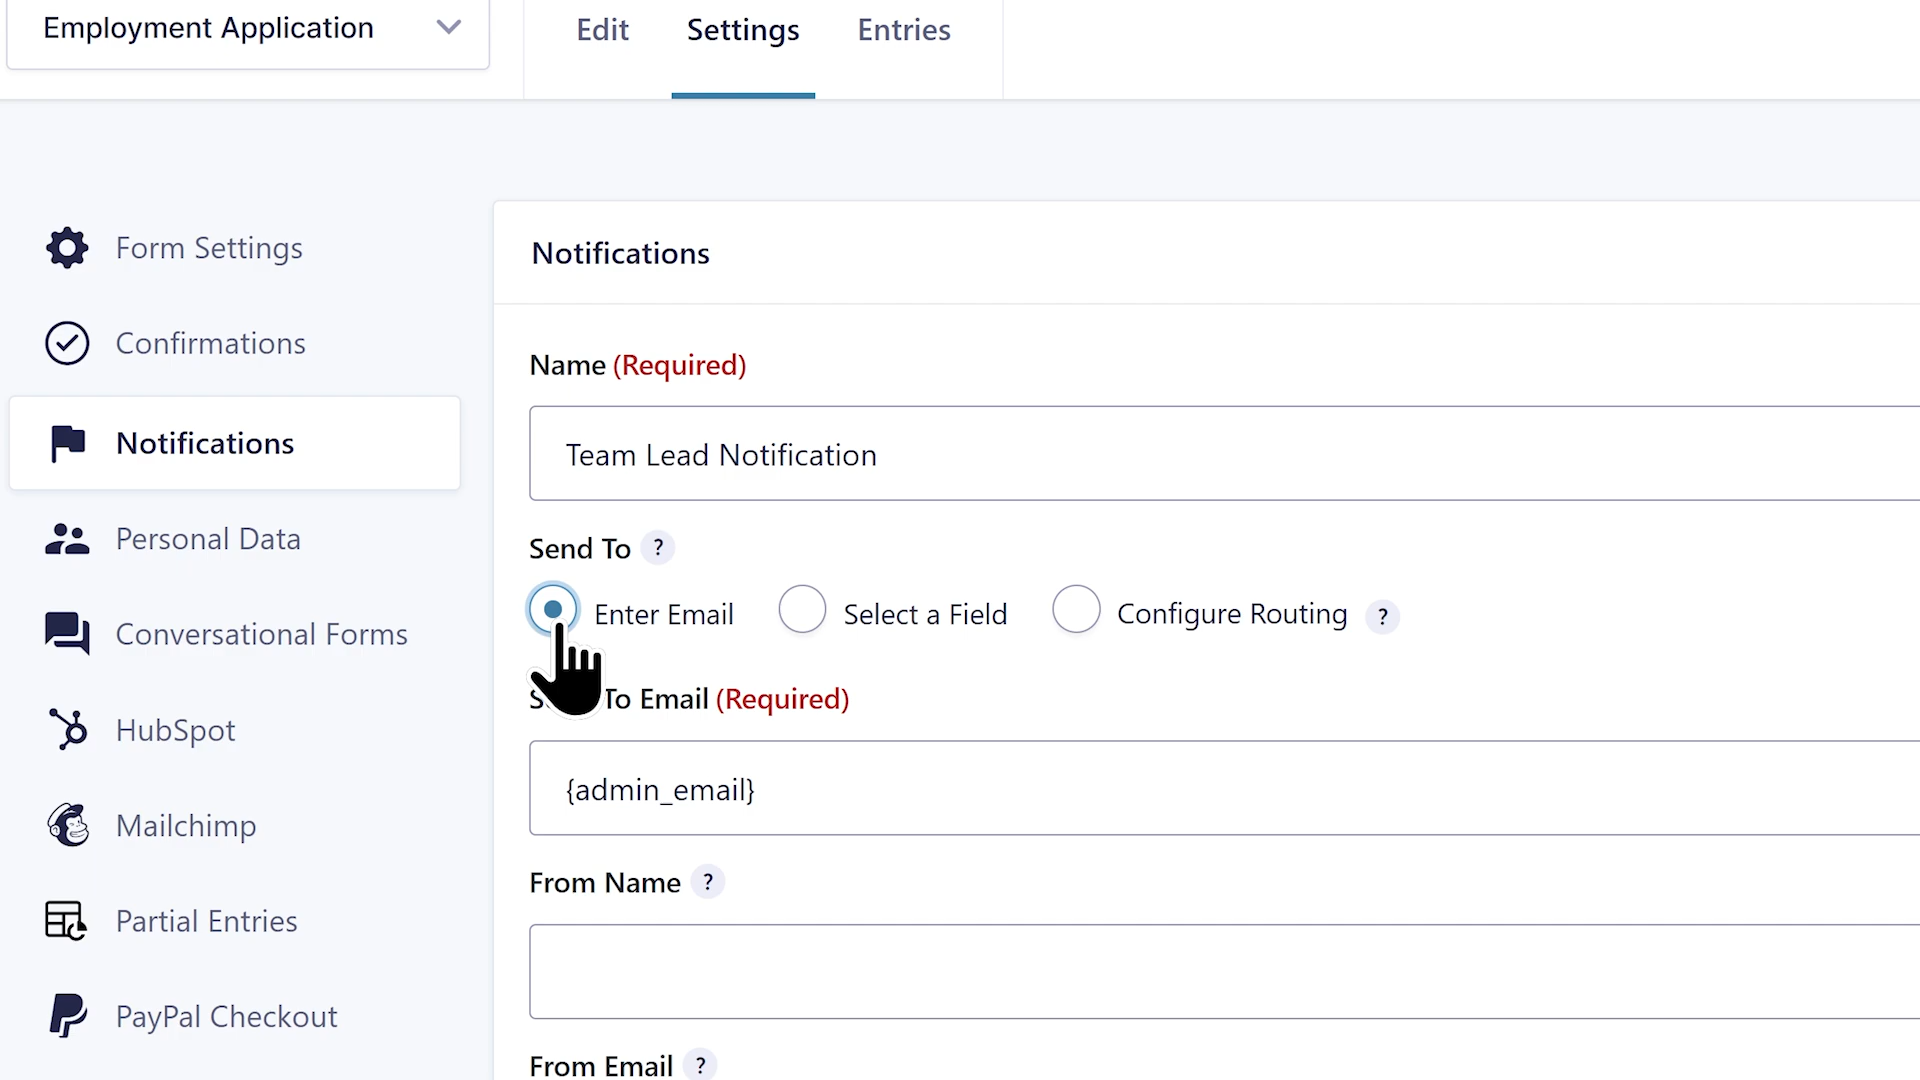 Employment Application
Edit
Settings
Entries
Form Settings
Confirmations
Notifications
Personal Data
Conversational Forms
HubSpot
Mailchimp
Partial Entries
PayPal Checkout
Notifications
Name (Required)
Team Lead Notification
Send To ?
Enter Email
Select a Field
Configure Routing ?
To Email (Required)
{admin_email}
From Name ?
From Email ?